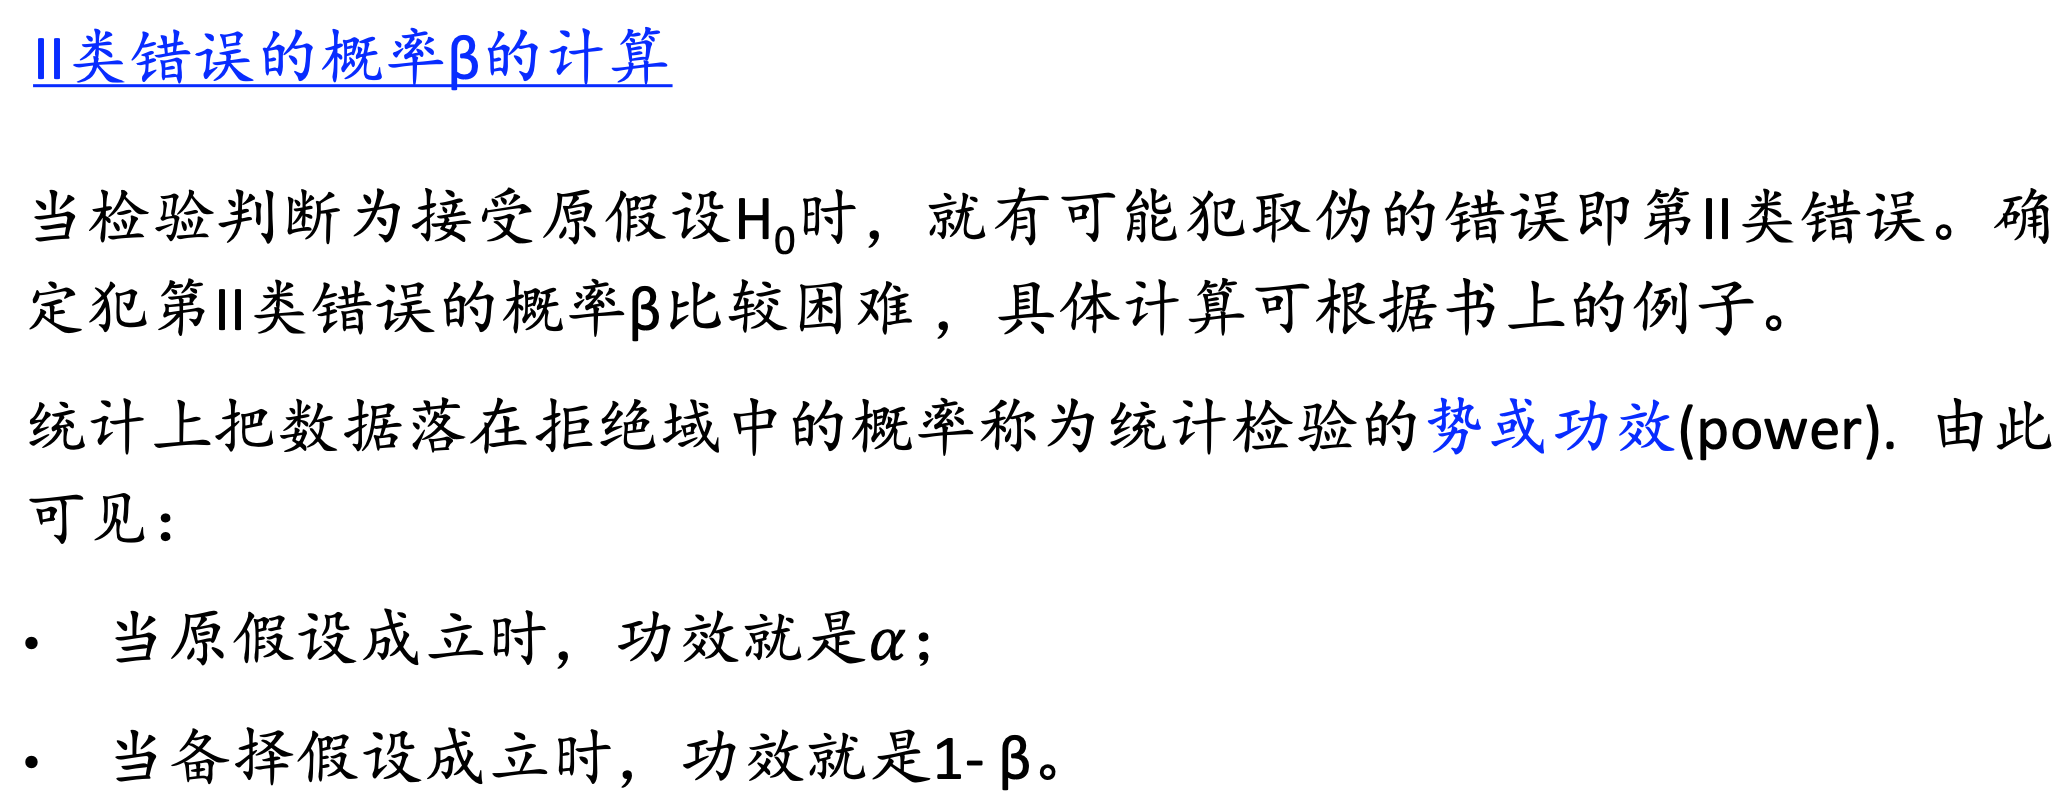 II类错误的概率β的计算
当检验判断为接受原假设H₀时，就有可能犯取伪的错误即第II类错误。确
定犯第II类错误的概率β比较困难，具体计算可根据书上的例子。
统计上把数据落在拒绝域中的概率称为统计检验的势或功效(power). 由此
可见：
• 当原假设成立时，功效就是α；
• 当备择假设成立时，功效就是1- β。